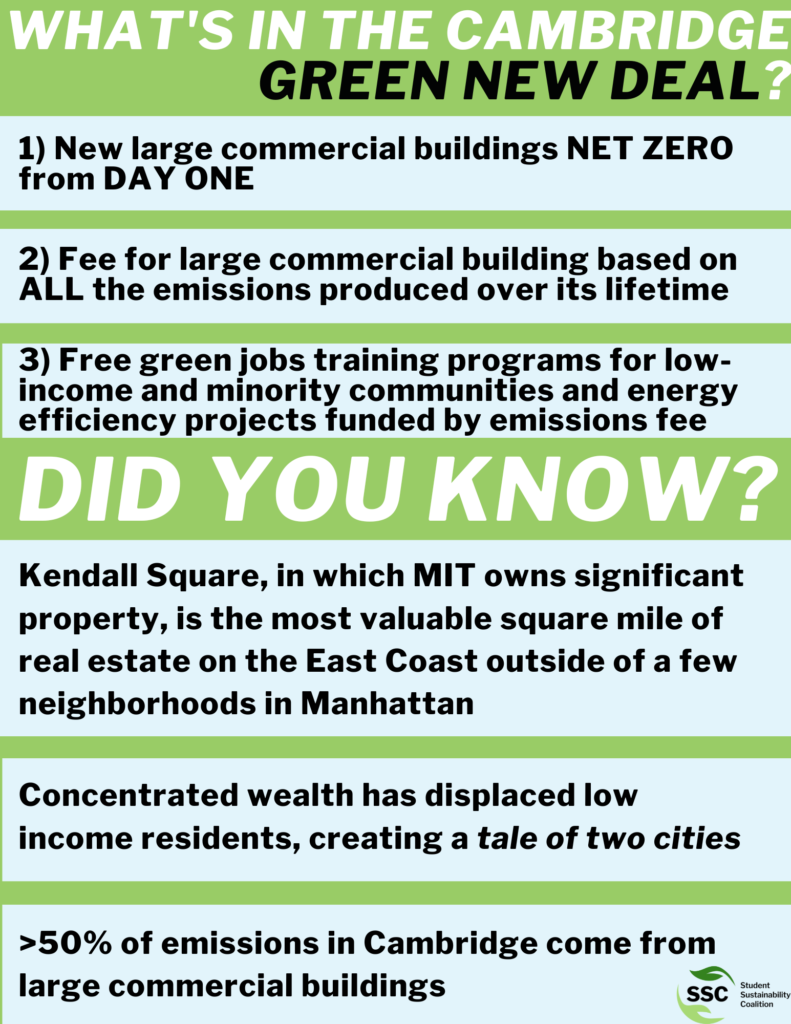 WHAT'S IN THE CAMBRIDGE
GREEN NEW DEAL?
1) New large commercial buildings NET ZERO
from DAY ONE
2) Fee for large commercial building based on
ALL the emissions produced over its lifetime
3) Free green jobs training programs for low-
income and minority communities and energy
efficiency projects funded by emissions fee
DID YOU KNOW?
Kendall Square, in which MIT owns significant
property, is the most valuable square mile of
real estate on the East Coast outside of a few
neighborhoods in Manhattan
Concentrated wealth has displaced low
income residents, creating a tale of two cities
>50% of emissions in Cambridge come from
large commercial buildings
SSC
Student
Sustainability
Coalition